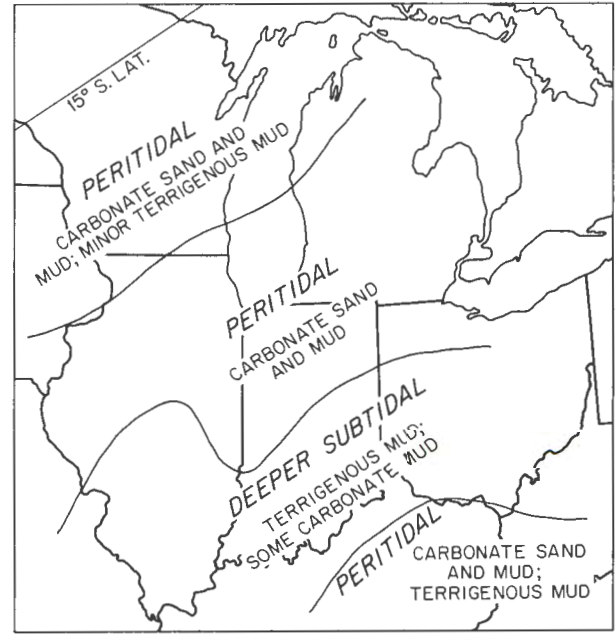 15° S. LAT.
PERITIDAL
CARBONATE SAND AND
MUD; MINOR TERRIGENOUS MUD
PERITIDAL
CARBONATE SAND
AND MUD
DEEPER SUBTIDAL
TERRIGENOUS MUD;
SOME CARBONATE MUD
PERITIDAL
CARBONATE SAND
AND MUD;
TERRIGENOUS MUD